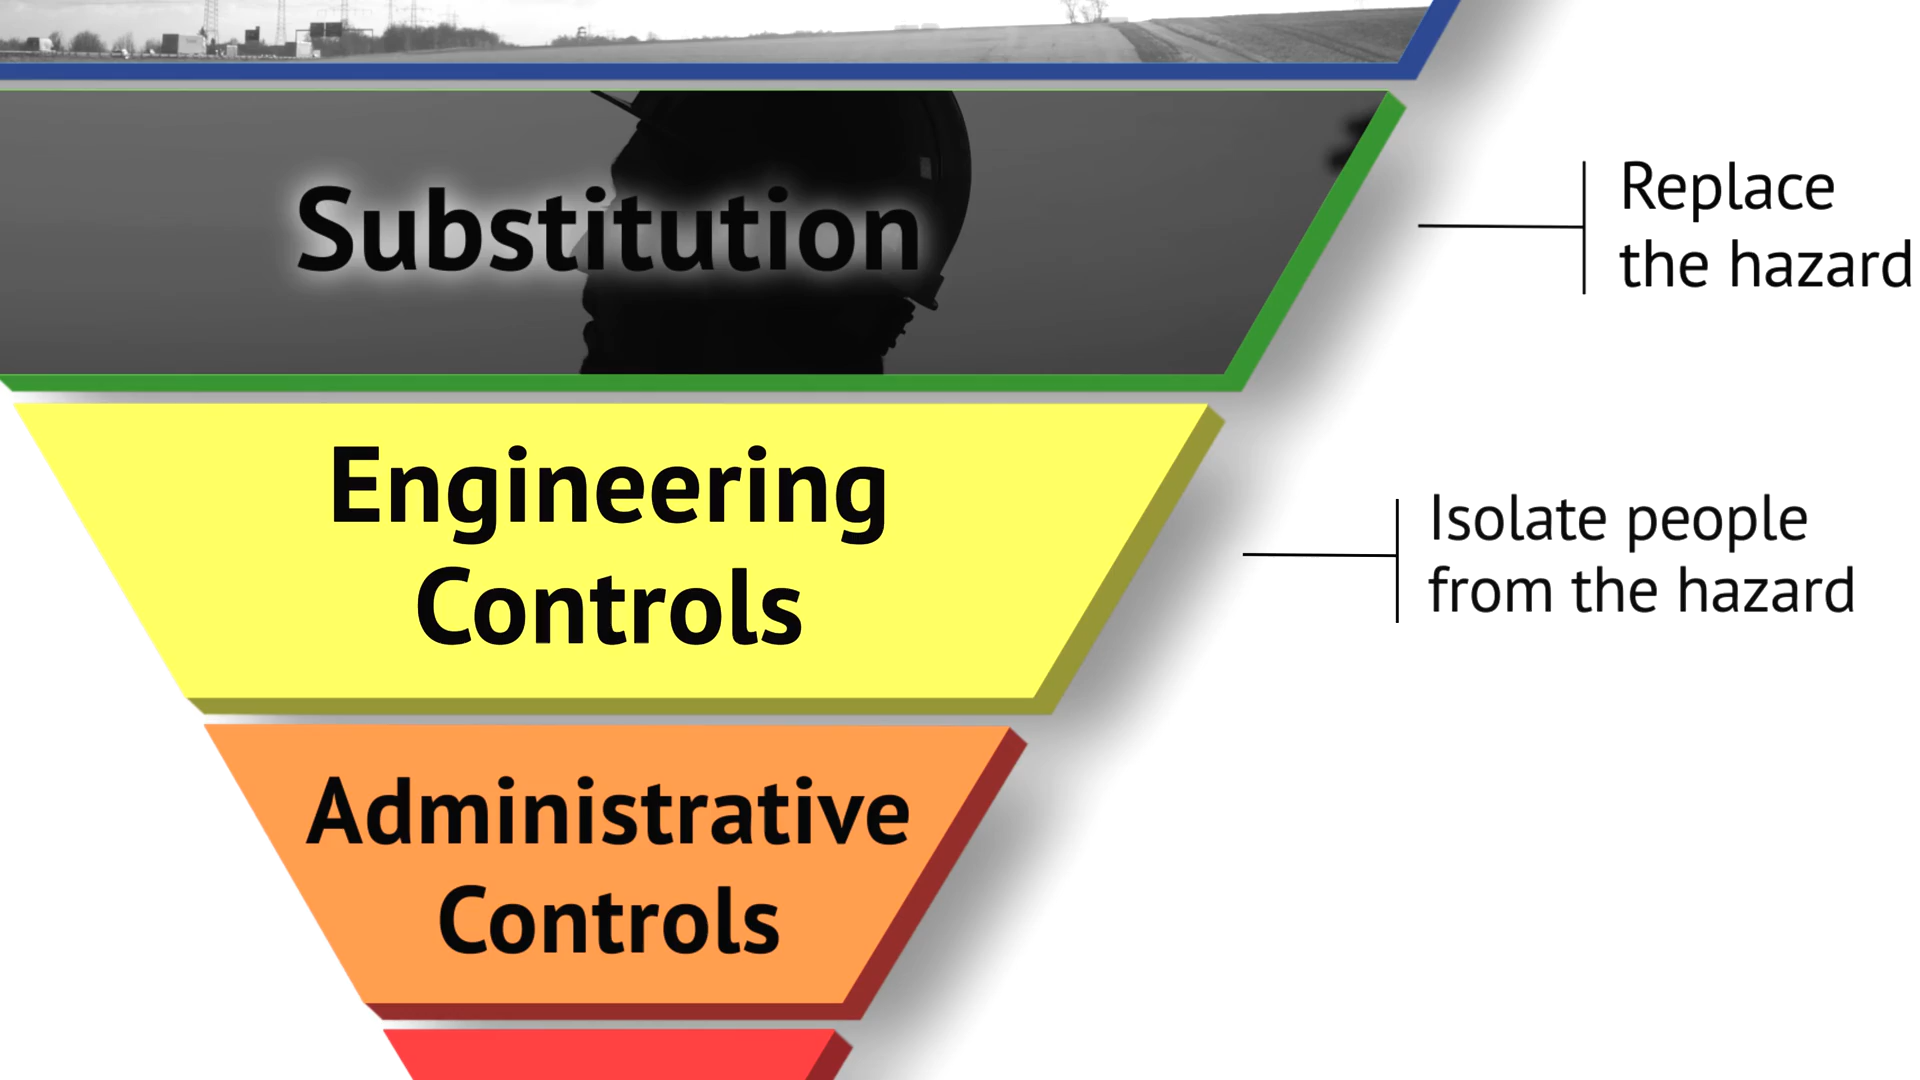 Substitution
Replace
the hazard
Engineering
Controls
Isolate people
from the hazard
Administrative
Controls